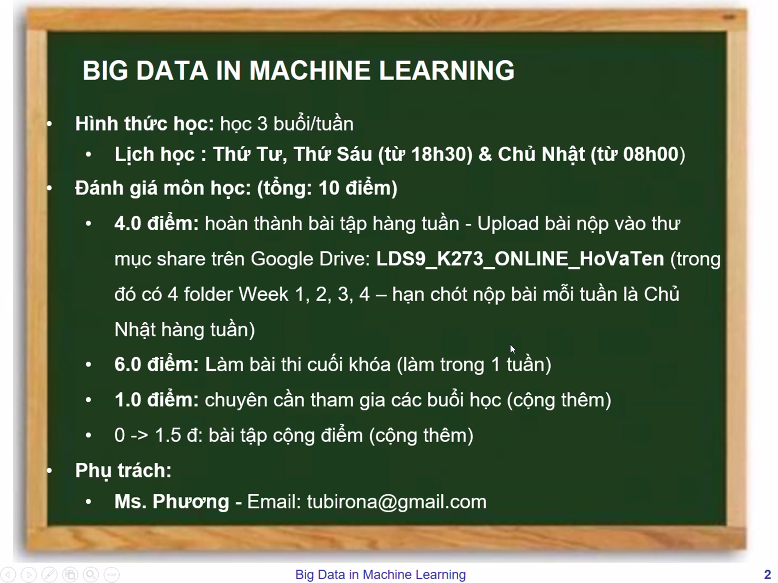 BIG DATA IN MACHINE LEARNING
• Hình thức học: học 3 buổi/tuần
• Lịch học : Thứ Tư, Thứ Sáu (từ 18h30) & Chủ Nhật (từ 08h00)
• Đánh giá môn học: (tổng: 10 điểm)
• 4.0 điểm: hoàn thành bài tập hàng tuần - Upload bài nộp vào thư
mục share trên Google Drive: LDS9_K273_ONLINE_HoVaTen (trong
đó có 4 folder Week 1, 2, 3, 4 – hạn chót nộp bài mỗi tuần là Chủ
Nhật hàng tuần)
• 6.0 điểm: Làm bài thi cuối khóa (làm trong 1 tuần)
• 1.0 điểm: chuyên cần tham gia các buổi học (cộng thêm)
• 0 -> 1.5 đ: bài tập cộng điểm (cộng thêm)
• Phụ trách:
• Ms. Phương - Email: tubirona@gmail.com
Big Data in Machine Learning
2